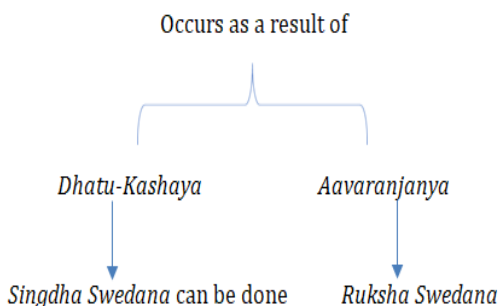 Occurs as a result of
Dhatu-Kashaya Aavaranjanya
Singdha Swedana can be done Ruksha Swedana